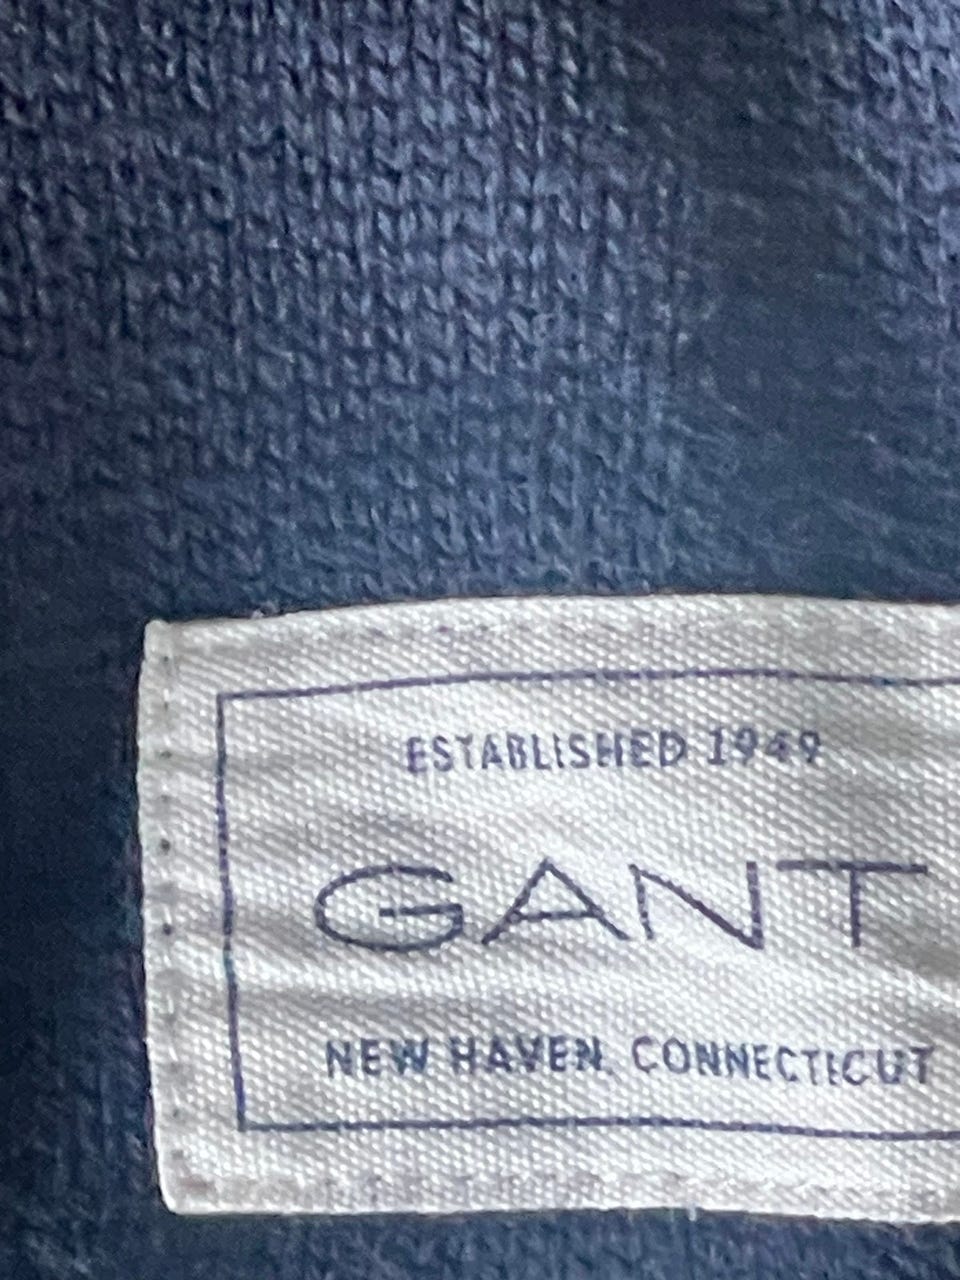 ESTABLISHED 1949
GANT
NEW HAVEN, CONNECTICUT